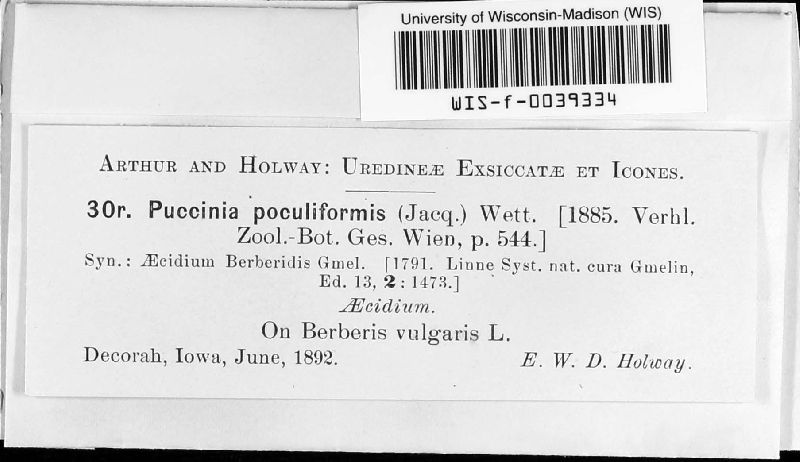 University of Wisconsin-Madison (WIS)
WIS-f-0039334
ARTHUR AND HOLWAY: UREDINEÆ EXSICCATÆ ET ICONES.
30r. Puccinia poculiformis (Jacq.) Wett. [1885. Verhl.
Zool.-Bot. Ges. Wien, p. 544.]
Syn.: Æcidium Berberidis Gmel. [1791. Linne Syst. nat. cura Gmelin,
Ed. 13, 2: 1473.]
Æcidium.
On Berberis vulgaris L.
Decorah, Iowa, June, 1892. E. W. D. Holway.